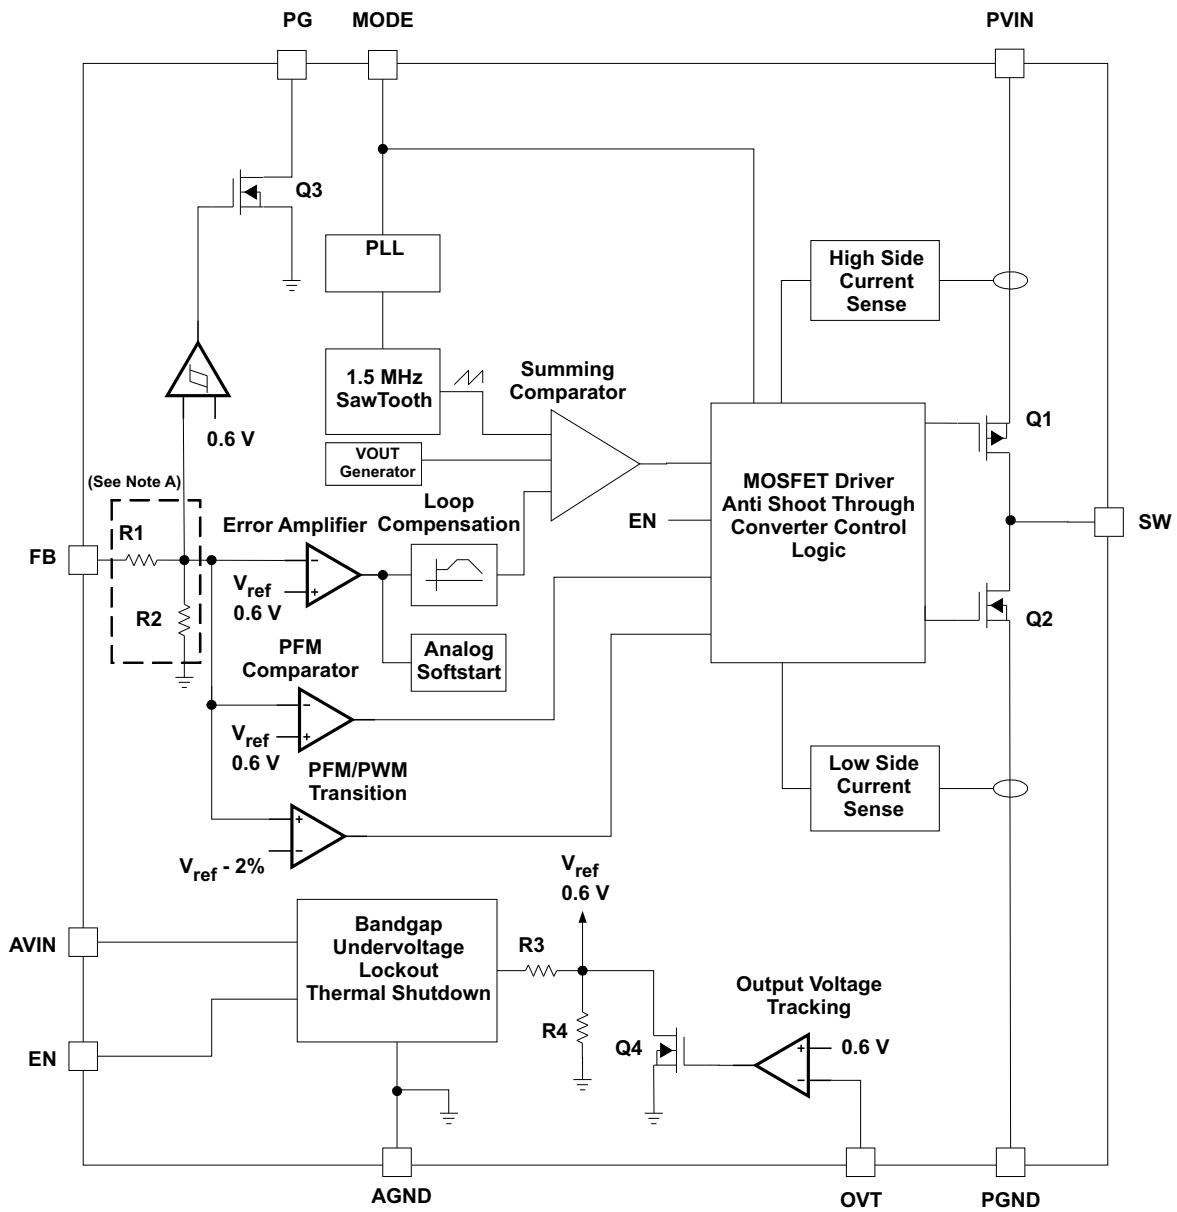 PG
MODE
PVIN
Q3
PLL
High Side
Current
Sense
1.5 MHz
SawTooth
Summing
Comparator
0.6 V
VOUT
Generator
Q1
(See Note A)
MOSFET Driver
Anti Shoot Through
Converter Control
Logic
Loop
Compensation
EN
SW
R1
Error Amplifier
FB
Vref
0.6 V
R2
Q2
PFM
Comparator
Analog
Softstart
Vref
0.6 V
PFM/PWM
Transition
Low Side
Current
Sense
Vref - 2%
Vref
0.6 V
AVIN
Bandgap
Undervoltage
Lockout
Thermal Shutdown
R3
Output Voltage
Tracking
R4
Q4
0.6 V
EN
AGND
OVT
PGND
- + - + + - + -